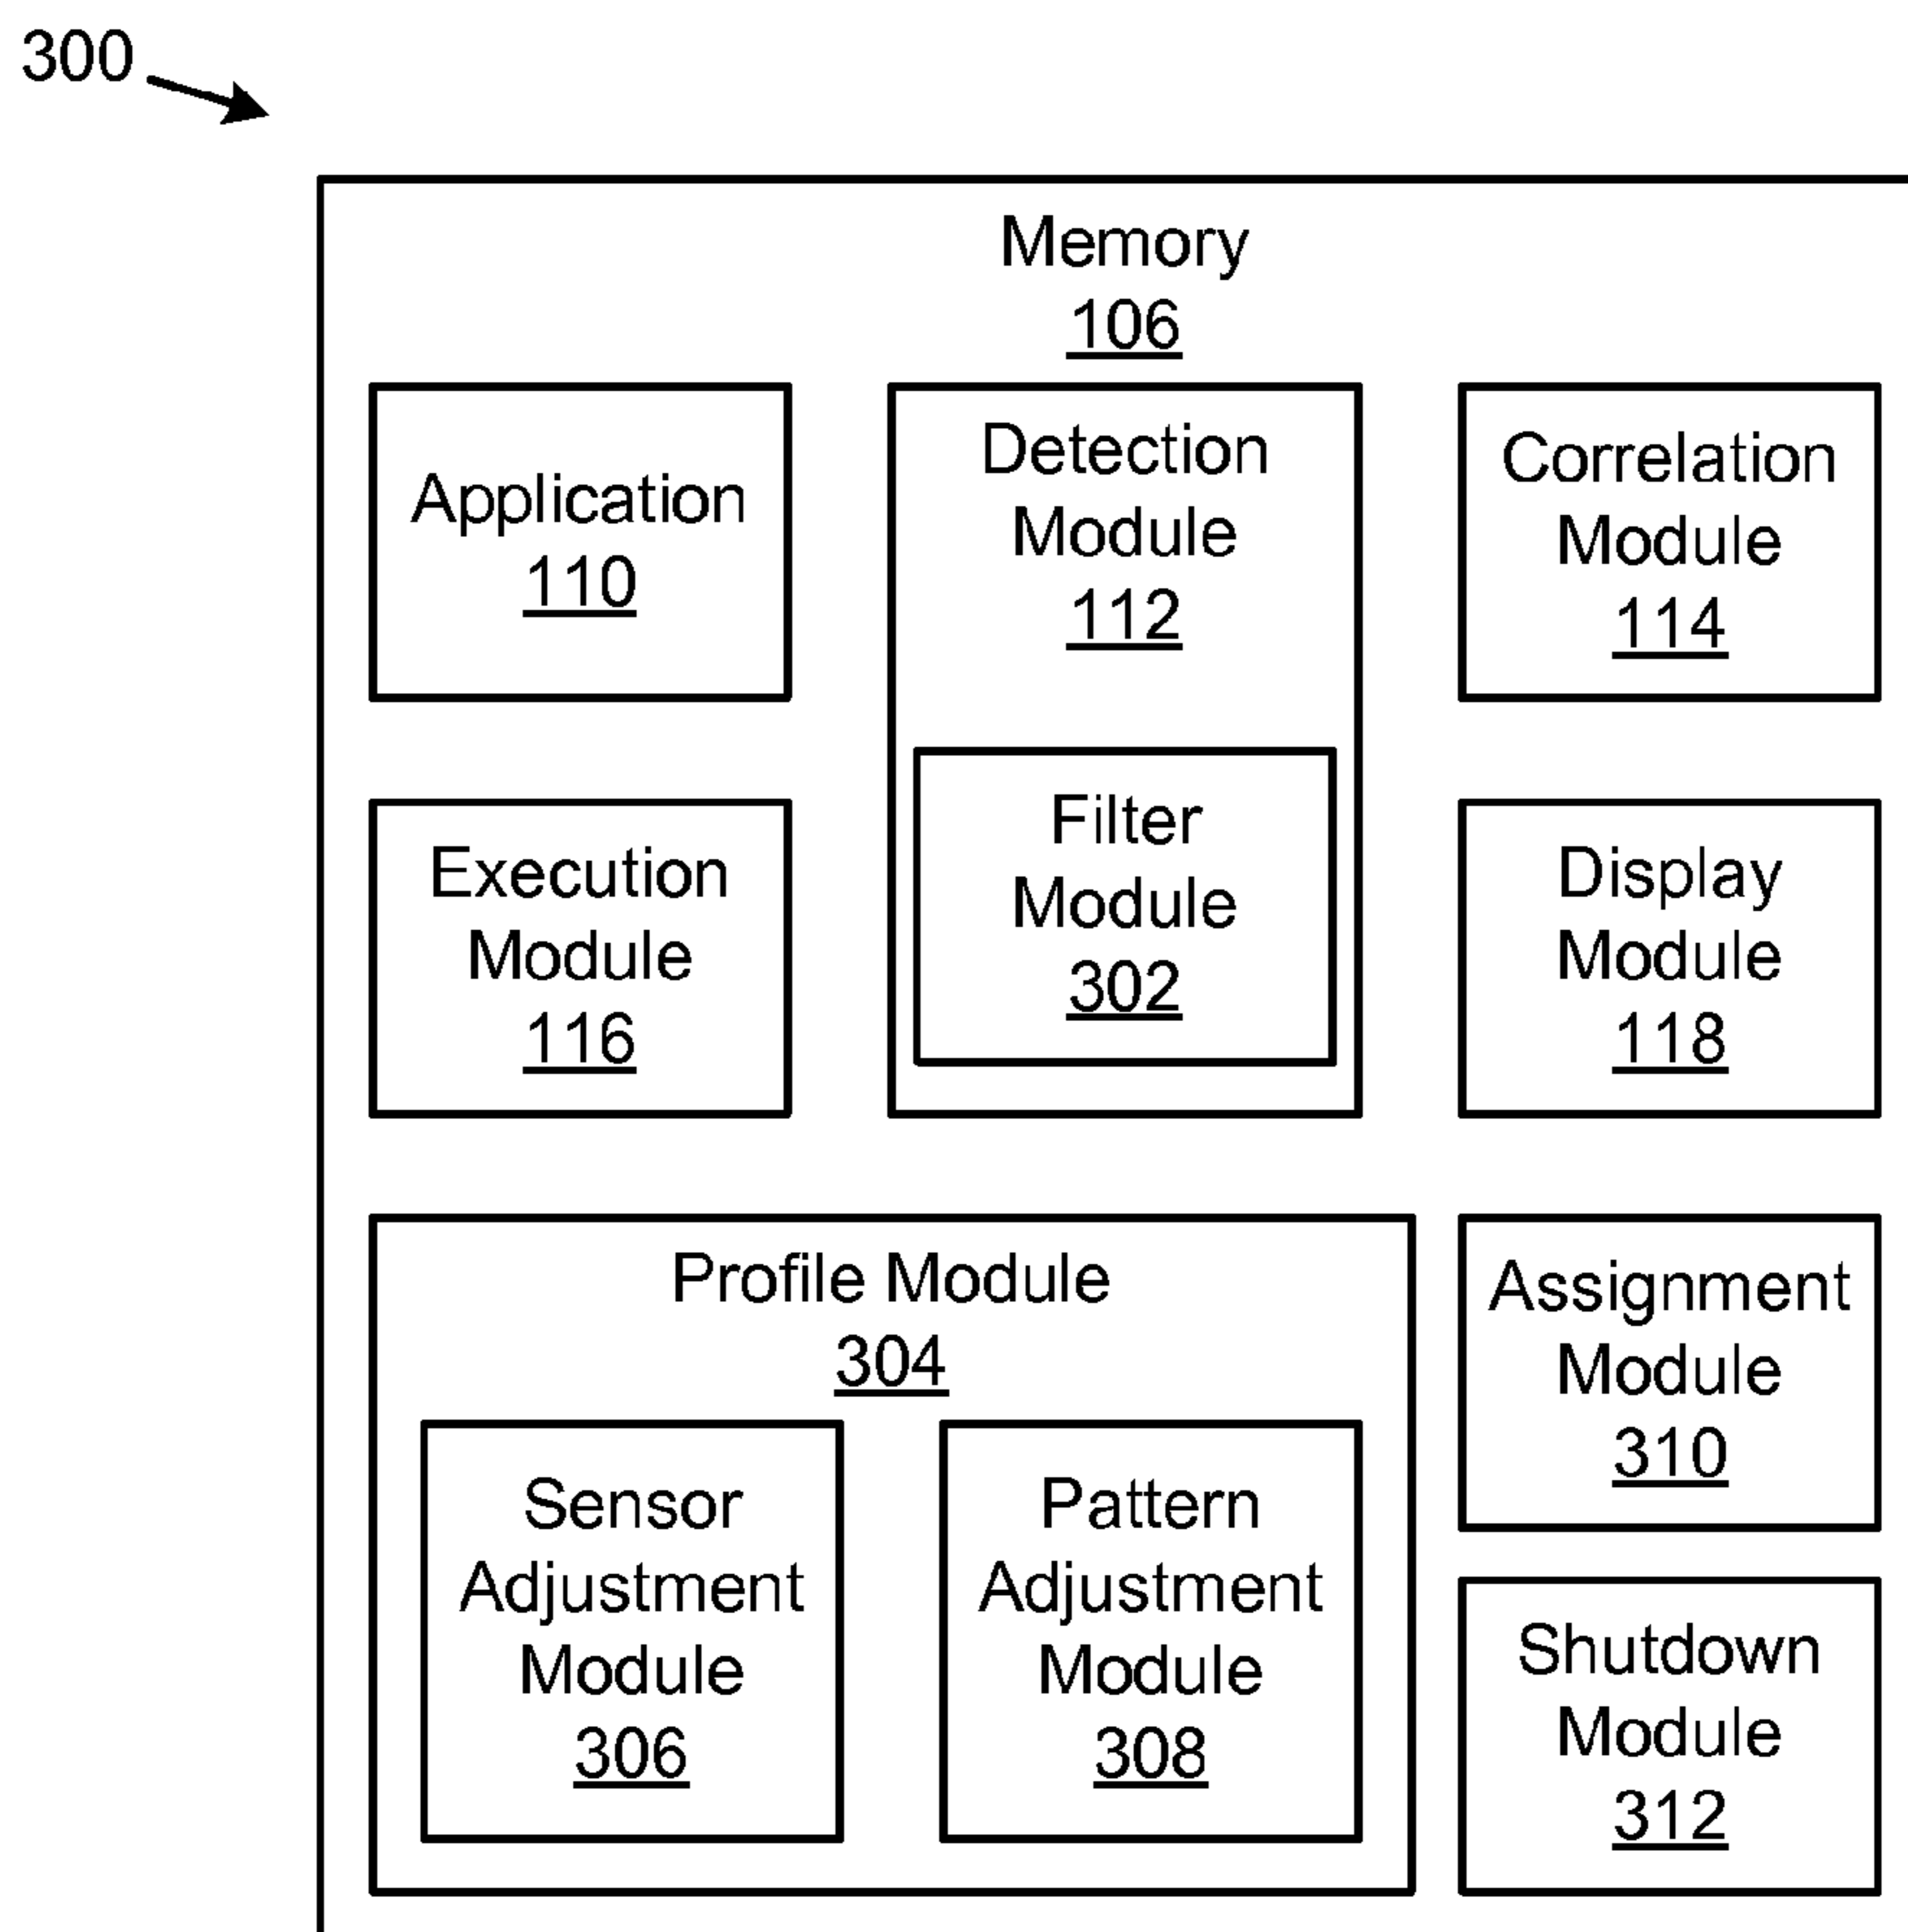 300
Memory
106
Application
110
Detection
Module
112
Correlation
Module
114
Execution
Module
116
Filter
Module
302
Display
Module
118
Profile Module
304
Sensor
Adjustment
Module
306
Pattern
Adjustment
Module
308
Assignment
Module
310
Shutdown
Module
312